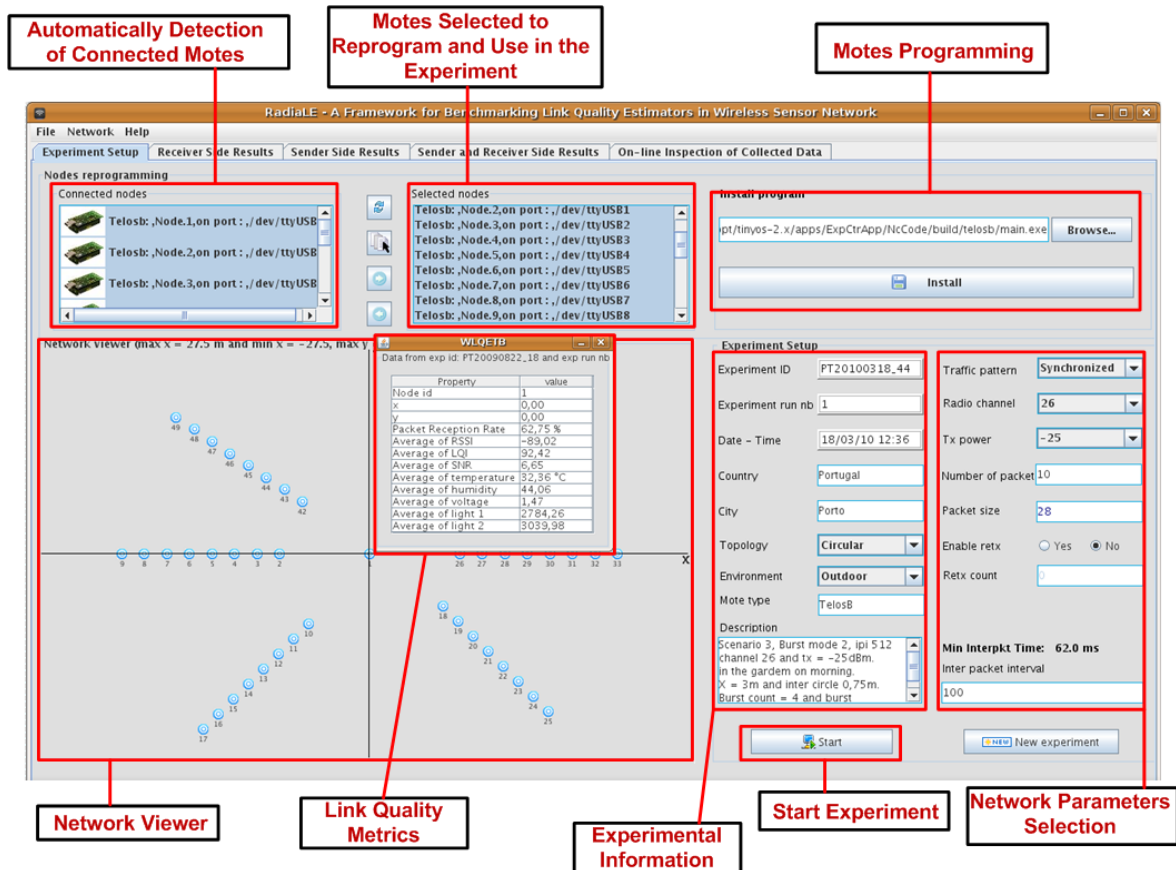 Automatically Detection
of Connected Motes
Motes Selected to
Reprogram and Use in the
Experiment
Motes Programming
RadiaLE - A Framework for Benchmarking Link Quality Estimators in Wireless Sensor Network
File Network Help
Experiment Setup
Receiver Side Results
Sender Side Results
Sender and Receiver Side Results
On-line Inspection of Collected Data
Nodes reprogramming
Connected nodes
Telosb: ,Node.1,on port : ,/dev/ttyUSB
Telosb: ,Node.2,on port : ,/dev/ttyUSB
Telosb: ,Node.3,on port : ,/dev/ttyUSB
Selected nodes
Telosb: ,Node.2,on port : ,/dev/ttyUSB1
Telosb: ,Node.3,on port : ,/dev/ttyUSB2
Telosb: ,Node.4,on port : ,/dev/ttyUSB3
Telosb: ,Node.5,on port : ,/dev/ttyUSB4
Telosb: ,Node.6,on port : ,/dev/ttyUSB5
Telosb: ,Node.7,on port : ,/dev/ttyUSB6
Telosb: ,Node.8,on port : ,/dev/ttyUSB7
Telosb: ,Node.9,on port : ,/dev/ttyUSB8
Install program
pt/tinyos-2.x/apps/ExpCtrApp/NcCode/build/telosb/main.exe
Browse...
Install
Network viewer (max x = 27.5 m and min x = -27.5, max y
49
48
47
46
45
44
43
42
9 8 7 6 5 4 3 2 1 26 27 28 29 30 31 32 33 X
10
11
12
13
14
15
16
17
18
19
20
21
22
23
24
25
WLQETB
Data from exp id: PT20090822_18 and exp run nb
Property value
Node id 1
x 0,00
y 0,00
Packet Reception Rate 62,75 %
Average of RSSI -89,02
Average of LQI 92,42
Average of SNR 6,65
Average of temperature 32,36 °C
Average of humidity 44,06
Average of voltage 1,47
Average of light 1 2784,26
Average of light 2 3039,98
Experiment Setup
Experiment ID PT20100318_44
Experiment run nb 1
Date - Time 18/03/10 12:36
Country Portugal
City Porto
Topology Circular
Environment Outdoor
Mote type TelosB
Description
Scenario 3, Burst mode 2, ipi 512
channel 26 and tx = -25dBm.
in the gardem on morning.
X = 3m and inter circle 0,75m.
Burst count = 4 and burst
Traffic pattern Synchronized
Radio channel 26
Tx power -25
Number of packet 10
Packet size 28
Enable retx Yes No
Retx count 0
Min Interpkt Time: 62.0 ms
Inter packet interval
100
Start
NEW New experiment
Network Viewer
Link Quality
Metrics
Experimental
Information
Start Experiment
Network Parameters
Selection